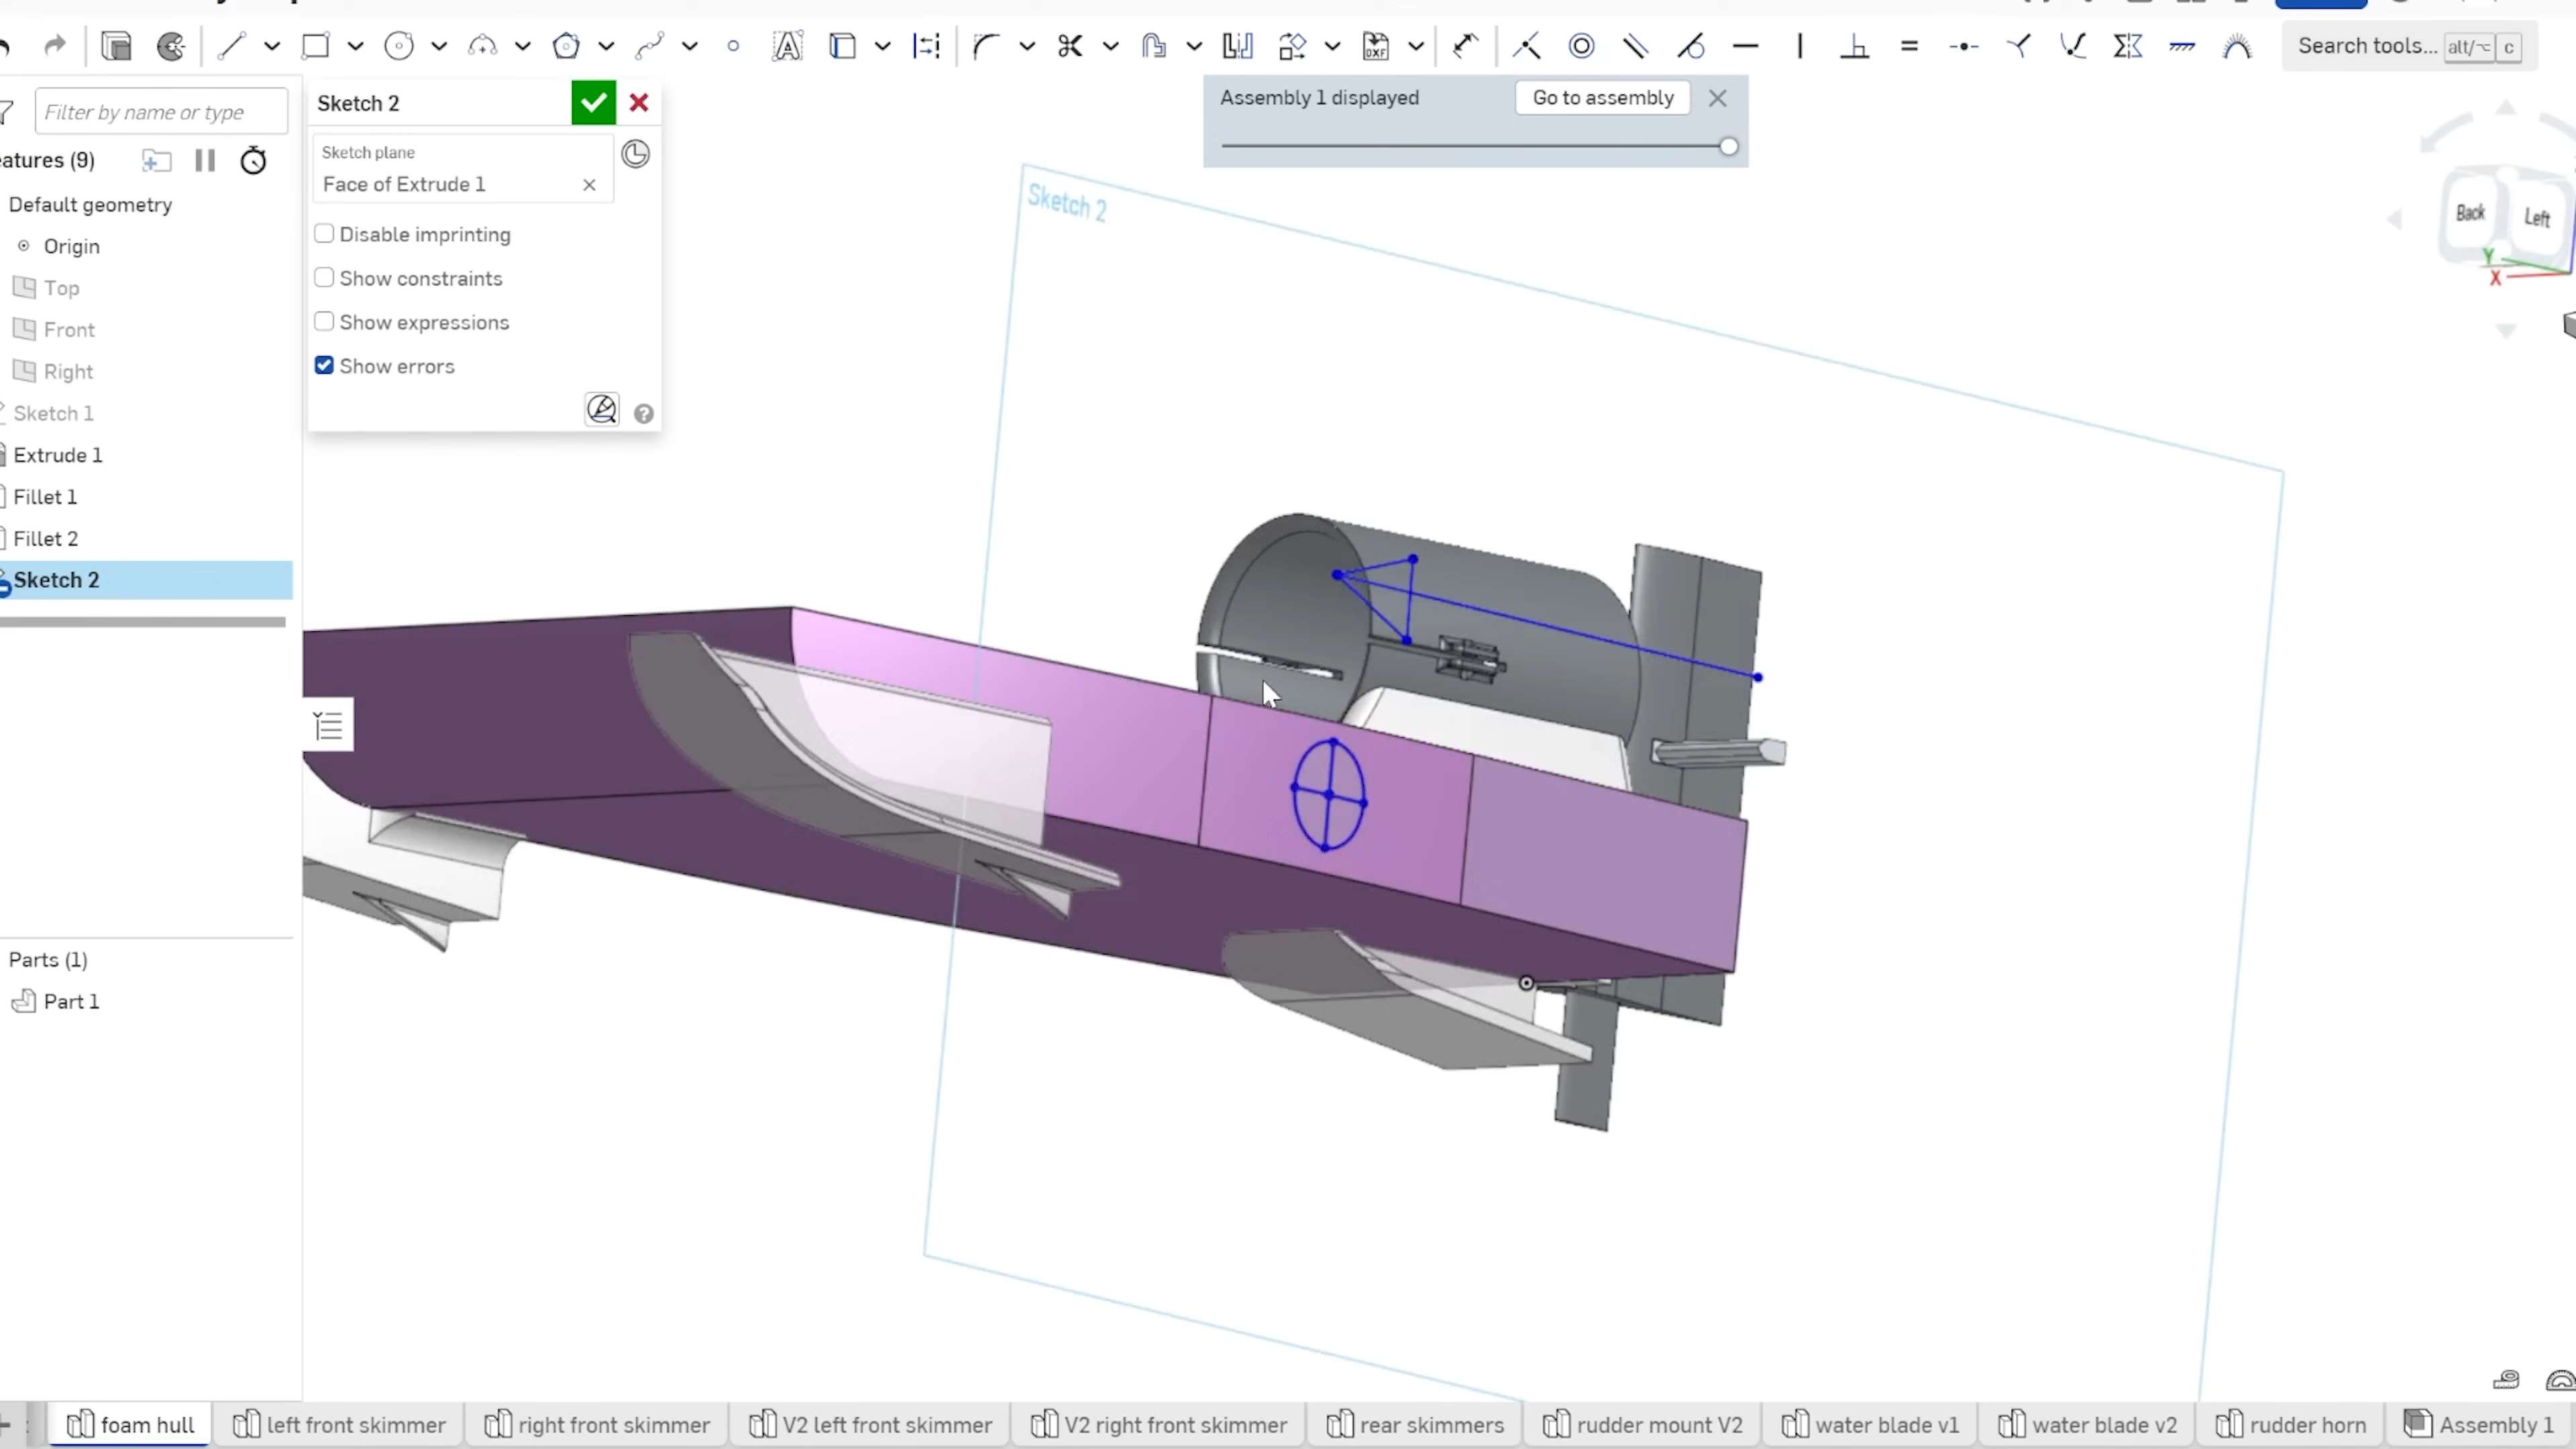 Search tools... alt/⌥ c
Filter by name or type
Sketch 2
Assembly 1 displayed
Go to assembly
Sketch plane
Face of Extrude 1
eatures (9)
Default geometry
Origin
Top
Front
Right
Sketch 1
Extrude 1
Fillet 1
Fillet 2
Sketch 2
Disable imprinting
Show constraints
Show expressions
Show errors
Sketch 2
Back
Left
Y
X
Parts (1)
Part 1
foam hull
left front skimmer
right front skimmer
V2 left front skimmer
V2 right front skimmer
rear skimmers
rudder mount V2
water blade v1
water blade v2
rudder horn
Assembly 1